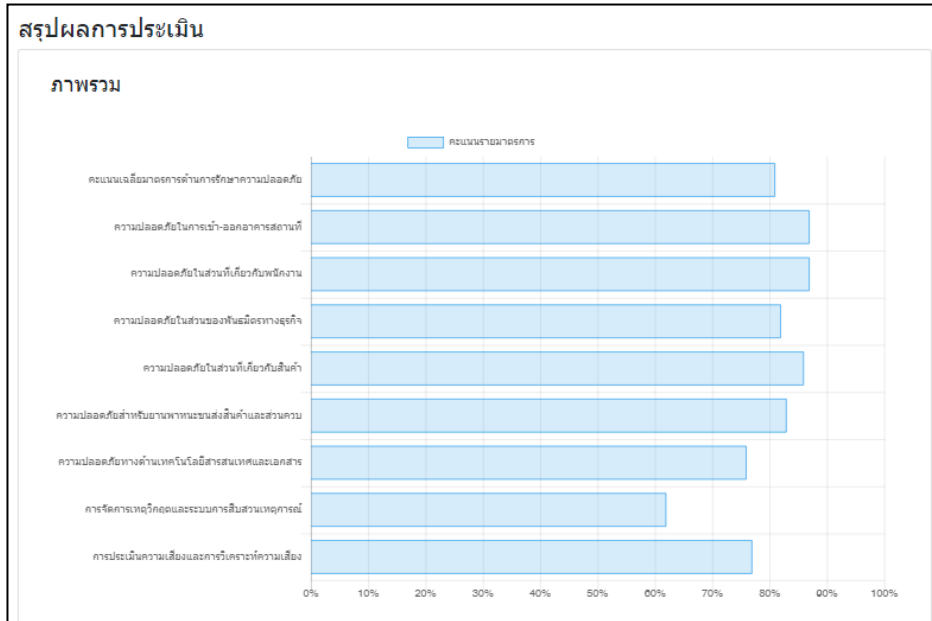 สรุปผลการประเมิน
ภาพรวม
คะแนนรายมาตรการ
คะแนนเฉลี่ยมาตรการด้านการรักษาความปลอดภัย
ความปลอดภัยในการเข้า-ออกอาคารสถานที่
ความปลอดภัยในส่วนที่เกี่ยวกับพนักงาน
ความปลอดภัยในส่วนของพันธมิตรทางธุรกิจ
ความปลอดภัยในส่วนที่เกี่ยวกับสินค้า
ความปลอดภัยสำหรับยานพาหนะขนส่งสินค้าและส่วนควบ
ความปลอดภัยทางด้านเทคโนโลยีสารสนเทศและเอกสาร
การจัดการเหตุวิกฤตและระบบการสืบสวนเหตุการณ์
การประเมินความเสี่ยงและการวิเคราะห์ความเสี่ยง
0% 10% 20% 30% 40% 50% 60% 70% 80% 90% 100%